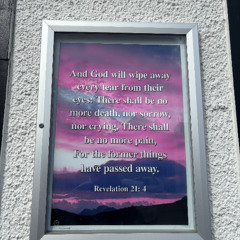 And God will wipe away
every tear from their
eyes: There shall be no
more death, nor sorrow,
nor crying. There shall
be no more pain,
For the former things
have passed away.
Revelation 21: 4